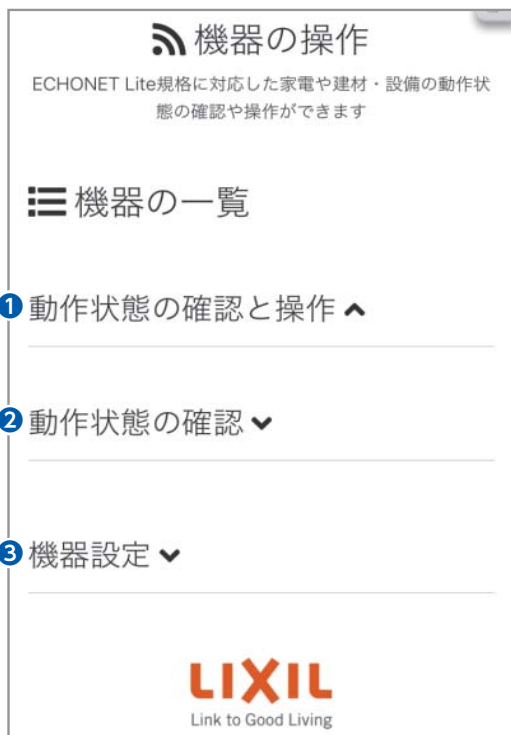 機器の操作
ECHONET Lite規格に対応した家電や建材・設備の動作状
態の確認や操作ができます
機器の一覧
1 動作状態の確認と操作
2 動作状態の確認
3 機器設定
LIXIL
Link to Good Living